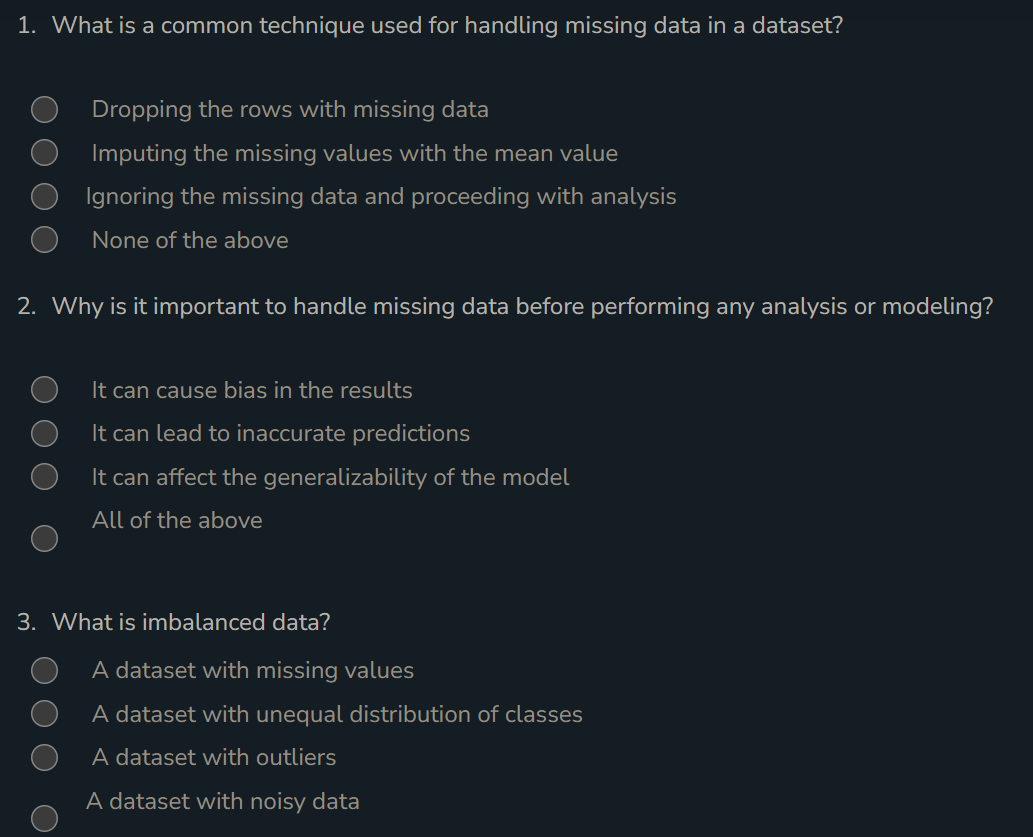 1. What is a common technique used for handling missing data in a dataset?
Dropping the rows with missing data
Imputing the missing values with the mean value
Ignoring the missing data and proceeding with analysis
None of the above
2. Why is it important to handle missing data before performing any analysis or modeling?
It can cause bias in the results
It can lead to inaccurate predictions
It can affect the generalizability of the model
All of the above
3. What is imbalanced data?
A dataset with missing values
A dataset with unequal distribution of classes
A dataset with outliers
A dataset with noisy data